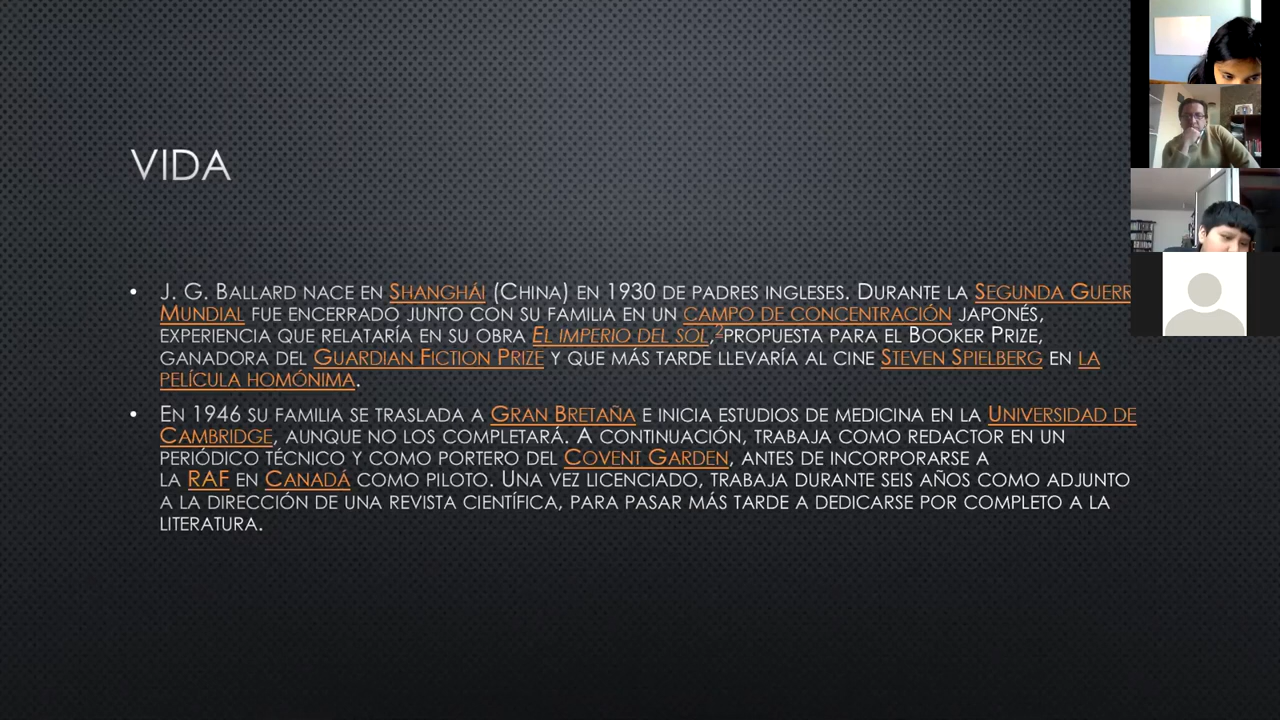 VIDA
• J. G. BALLARD NACE EN SHANGHÁI (CHINA) EN 1930 DE PADRES INGLESES. DURANTE LA SEGUNDA GUERR
MUNDIAL FUE ENCERRADO JUNTO CON SU FAMILIA EN UN CAMPO DE CONCENTRACIÓN JAPONÉS,
EXPERIENCIA QUE RELATARÍA EN SU OBRA EL IMPERIO DEL SOL,2PROPUESTA PARA EL BOOKER PRIZE,
GANADORA DEL GUARDIAN FICTION PRIZE Y QUE MÁS TARDE LLEVARÍA AL CINE STEVEN SPIELBERG EN LA
PELÍCULA HOMÓNIMA.
• EN 1946 SU FAMILIA SE TRASLADA A GRAN BRETAÑA E INICIA ESTUDIOS DE MEDICINA EN LA UNIVERSIDAD DE
CAMBRIDGE, AUNQUE NO LOS COMPLETARÁ. A CONTINUACIÓN, TRABAJA COMO REDACTOR EN UN
PERIÓDICO TÉCNICO Y COMO PORTERO DEL COVENT GARDEN, ANTES DE INCORPORARSE A
LA RAF EN CANADÁ COMO PILOTO. UNA VEZ LICENCIADO, TRABAJA DURANTE SEIS AÑOS COMO ADJUNTO
A LA DIRECCIÓN DE UNA REVISTA CIENTÍFICA, PARA PASAR MÁS TARDE A DEDICARSE POR COMPLETO A LA
LITERATURA.